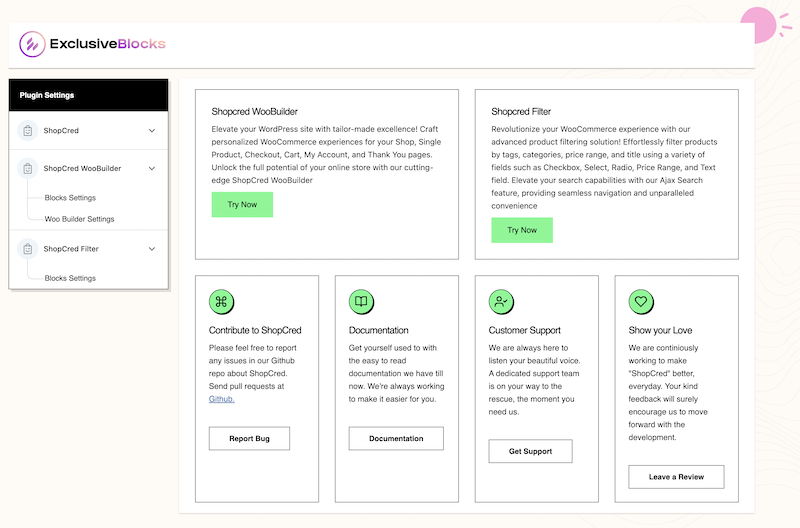 ExclusiveBlocks
Plugin Settings
ShopCred
ShopCred WooBuilder
Blocks Settings
Woo Builder Settings
ShopCred Filter
Blocks Settings
Shopcred WooBuilder
Elevate your WordPress site with tailor-made excellence! Craft
personalized WooCommerce experiences for your Shop, Single
Product, Checkout, Cart, My Account, and Thank You pages.
Unlock the full potential of your online store with our cutting-
edge ShopCred WooBuilder
Try Now
Shopcred Filter
Revolutionize your WooCommerce experience with our
advanced product filtering solution! Effortlessly filter products
by tags, categories, price range, and title using a variety of
fields such as Checkbox, Select, Radio, Price Range, and Text
field. Elevate your search capabilities with our Ajax Search
feature, providing seamless navigation and unparalleled
convenience
Try Now
Contribute to ShopCred
Please feel free to report
any issues in our Github
repo about ShopCred.
Send pull requests at
Github.
Report Bug
Documentation
Get yourself used to with
the easy to read
documentation we have till
now. We're always working
to make it easier for you.
Documentation
Customer Support
We are always here to
listen your beautiful voice.
A dedicated support team
is on your way to the
rescue, the moment you
need us.
Get Support
Show your Love
We are continiously
working to make
"ShopCred" better,
everyday. Your kind
feedback will surely
encourage us to move
forward with the
development.
Leave a Review